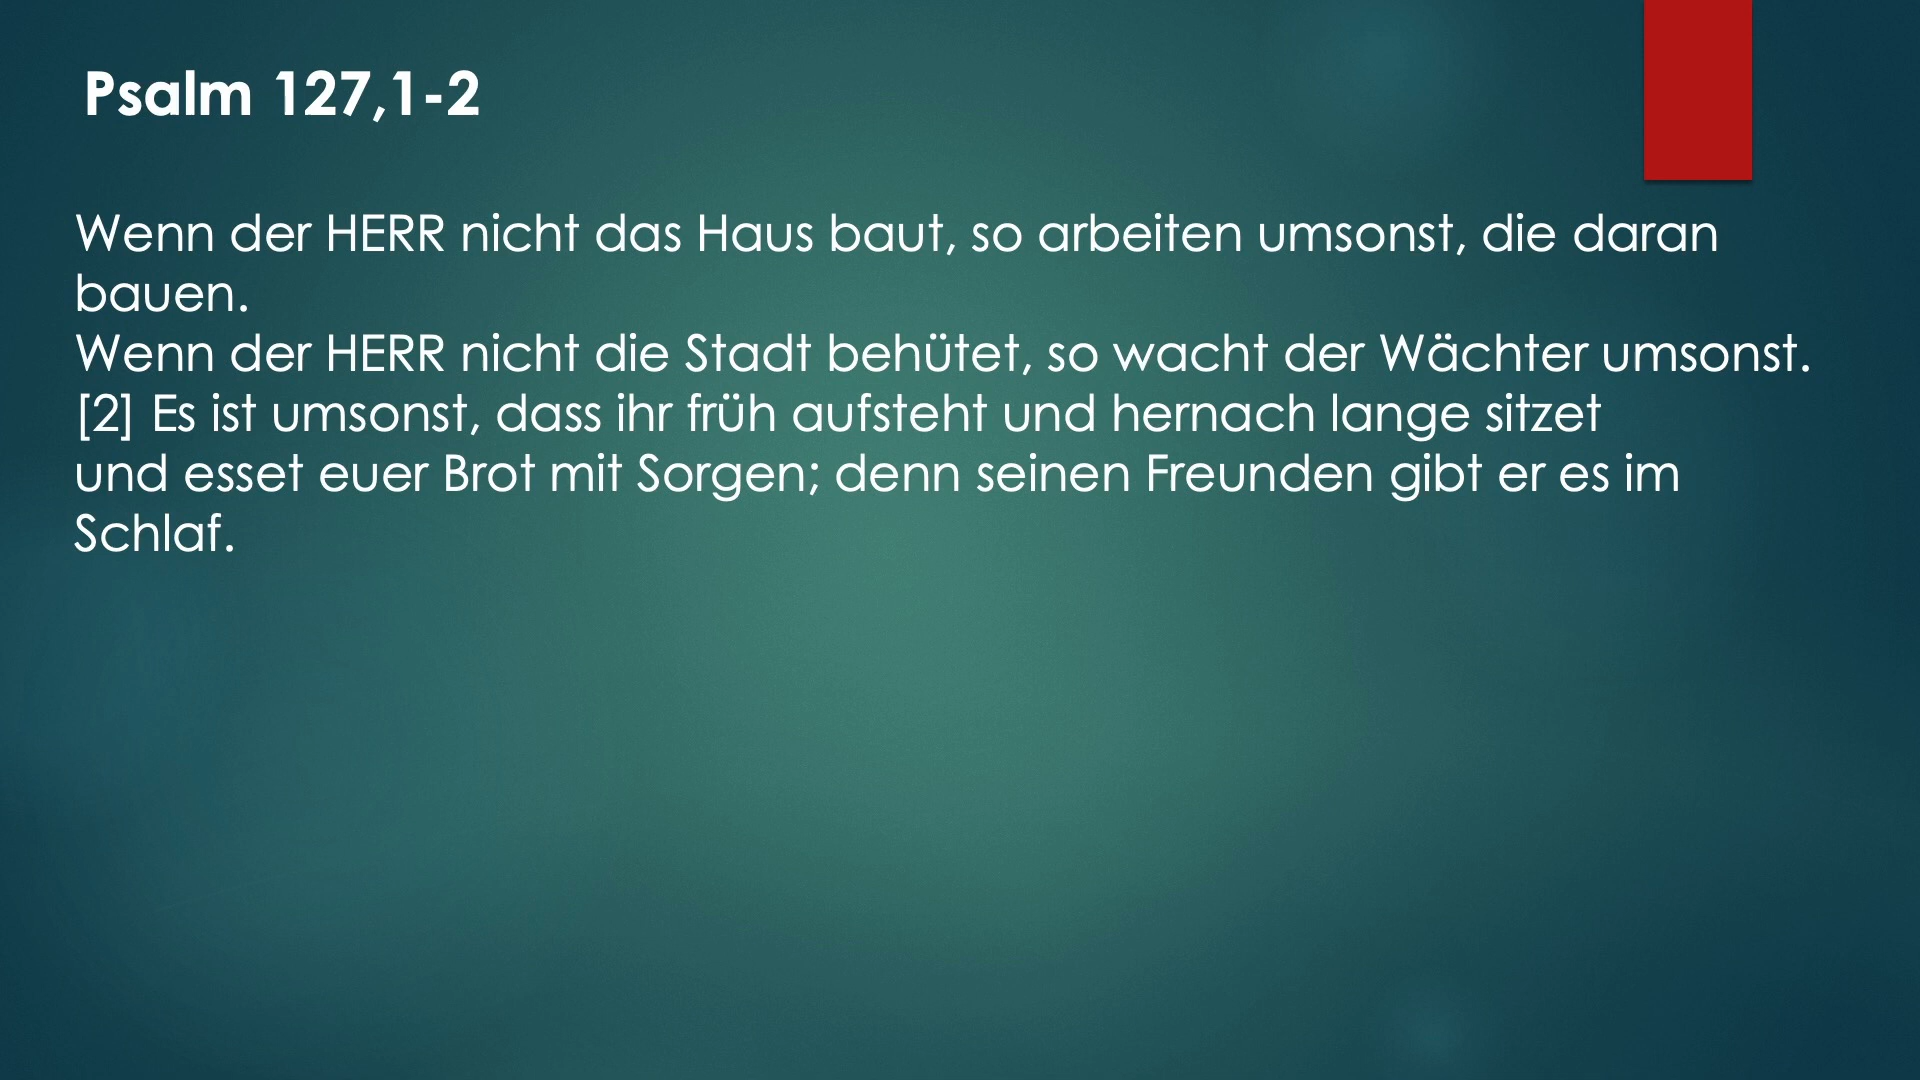 Psalm 127,1-2
Wenn der HERR nicht das Haus baut, so arbeiten umsonst, die daran
bauen.
Wenn der HERR nicht die Stadt behütet, so wacht der Wächter umsonst.
[2] Es ist umsonst, dass ihr früh aufsteht und hernach lange sitzet
und esset euer Brot mit Sorgen; denn seinen Freunden gibt er es im
Schlaf.